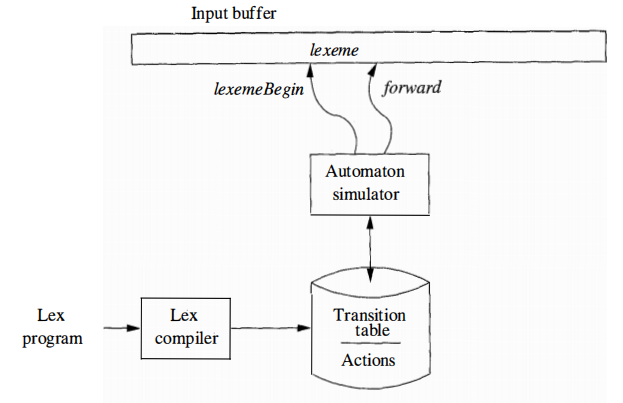 Input buffer
lexeme
lexemeBegin
forward
Automaton
simulator
Lex
program
Lex
compiler
Transition
table
Actions